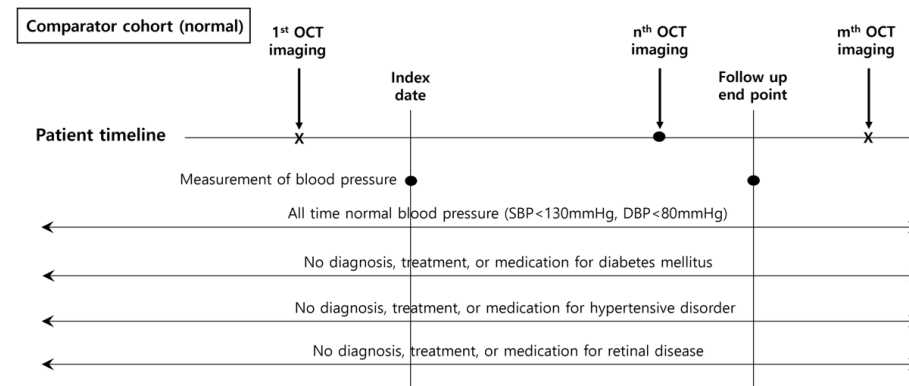 Comparator cohort (normal)
1st OCT
imaging
nth OCT
imaging
mth OCT
imaging
Index
date
Follow up
end point
Patient timeline
X
X
Measurement of blood pressure
All time normal blood pressure (SBP<130mmHg, DBP<80mmHg)
No diagnosis, treatment, or medication for diabetes mellitus
No diagnosis, treatment, or medication for hypertensive disorder
No diagnosis, treatment, or medication for retinal disease